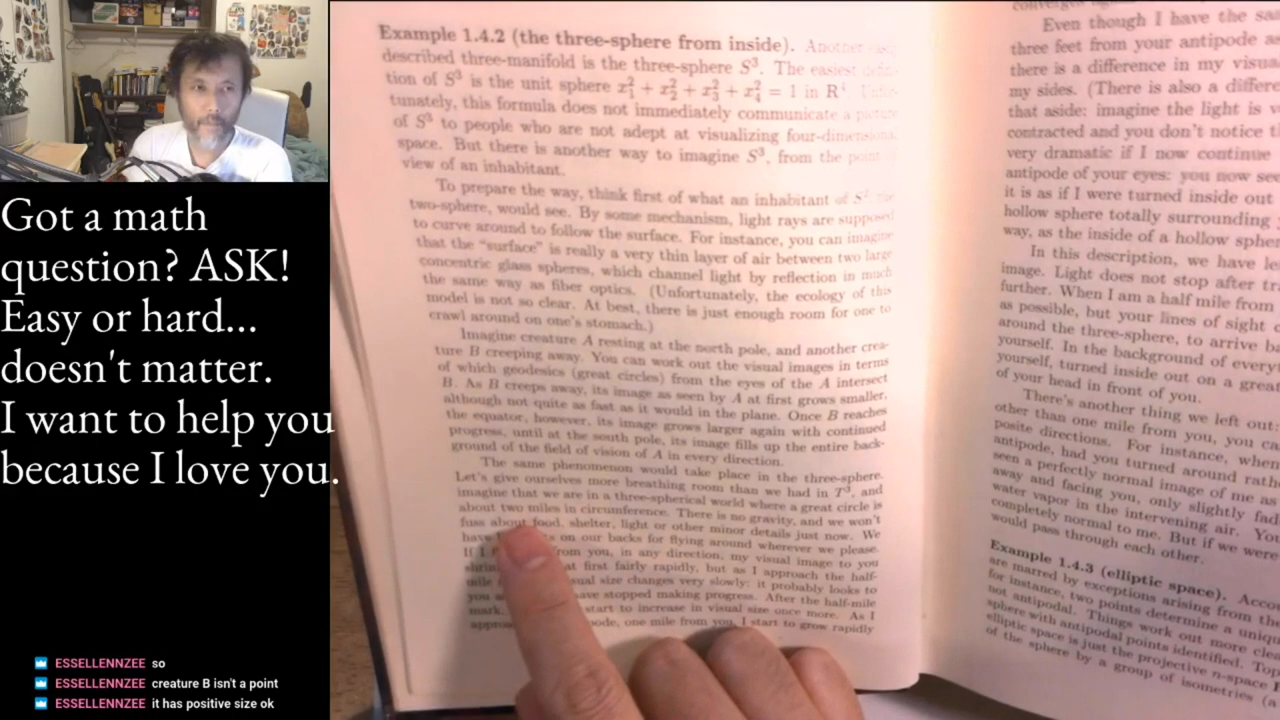 Got a math
question? ASK!
Easy or hard...
doesn't matter.
I want to help you
because I love you.
ESSELLENNZEE so
ESSELLENNZEE creature B isn't a point
ESSELLENNZEE it has positive size ok
Example 1.4.2 (the three-sphere from inside). Another
described three-manifold is the three-sphere S³. The easiest
tion of S³ is the unit sphere x₁² + x₂² + x₃² + x₄² = 1 in R⁴
tunately, this formula does not immediately communicate a picture
of S³ to people who are not adept at visualizing four-dimensional
space. But there is another way to imagine S³, from the point of
view of an inhabitant.
To prepare the way, think first of what an inhabitant of S², the
two-sphere, would see. By some mechanism, light rays are supposed
to curve around to follow the surface. For instance, you can imagine
that the "surface" is really a very thin layer of air between two large
concentric glass spheres, which channel light by reflection in much
the same way as fiber optics. (Unfortunately, the ecology of this
model is not so clear. At best, there is just enough room for one to
crawl around on one's stomach.)
Imagine creature A resting at the north pole, and another crea-
ture B creeping away. You can work out the visual images in terms
of which geodesics (great circles) from the eyes of the A intersect
B. As B creeps away, its image as seen by A at first grows smaller,
although not quite as fast as it would in the plane. Once B reaches
the equator, however, its image grows larger again with continued
progress, until at the south pole, its image fills up the entire back-
ground of the field of vision of A in every direction.
The same phenomenon would take place in the three-sphere.
Let's give ourselves more breathing room than we had in T³, and
imagine that we are in a three-spherical world where a great circle is
about two miles in circumference. There is no gravity, and we won't
fuss about food, shelter, light or other minor details just now. We
have on our backs for flying around wherever we please.
If I from you, in any direction, my visual image to you
at first fairly rapidly, but as I approach the half-
mile size changes very slowly: it probably looks to
you have stopped making progress. After the half-mile
mark, start to increase in visual size once more. As I
one mile from you, I start to grow rapidly
Even though I have the
three feet from your antipode
there is a difference in my
my sides. (There is also a
that aside: imagine the light is
contracted and you don't notice
very dramatic if I now continue
antipode of your eyes: you now
it is as if I were turned inside out
hollow sphere totally surrounding
way, as the inside of a hollow
In this description, we have
image. Light does not stop after
further. When I am a half mile from
as possible, but your lines of sight
around the three-sphere, to arrive
yourself. In the background of
yourself, turned inside out on a
of your head in front of you.
There's another thing we left out:
other than one mile from you, you
posite directions. For instance, when
antipode, had you turned around
seen a perfectly normal image of me
away and facing you, only slightly
water vapor in the intervening air. You
completely normal to me. But if we were
would pass through each other.
Example 1.4.3 (elliptic space).
are marred by exceptions arising from the
for instance, two points determine a
not antipodal. Things work out more
sphere with antipodal points identified.
elliptic space is just the projective n-space
of the sphere by a group of isometries